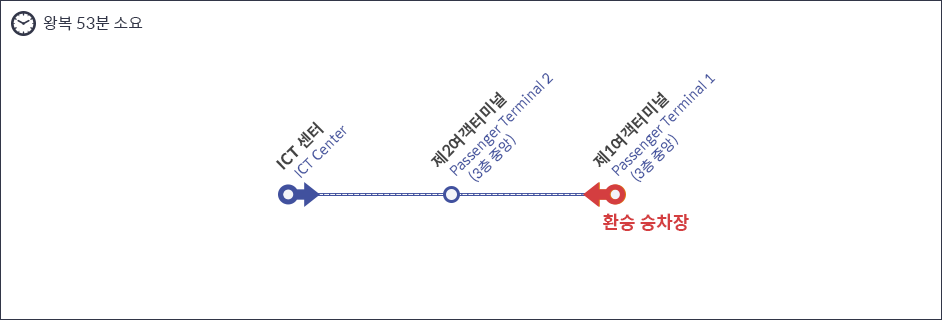 왕복 53분 소요
ICT 센터
ICT Center
제2여객터미널
Passenger Terminal 2
(3층 중앙)
제1여객터미널
Passenger Terminal 1
(3층 중앙)
환승 승차장